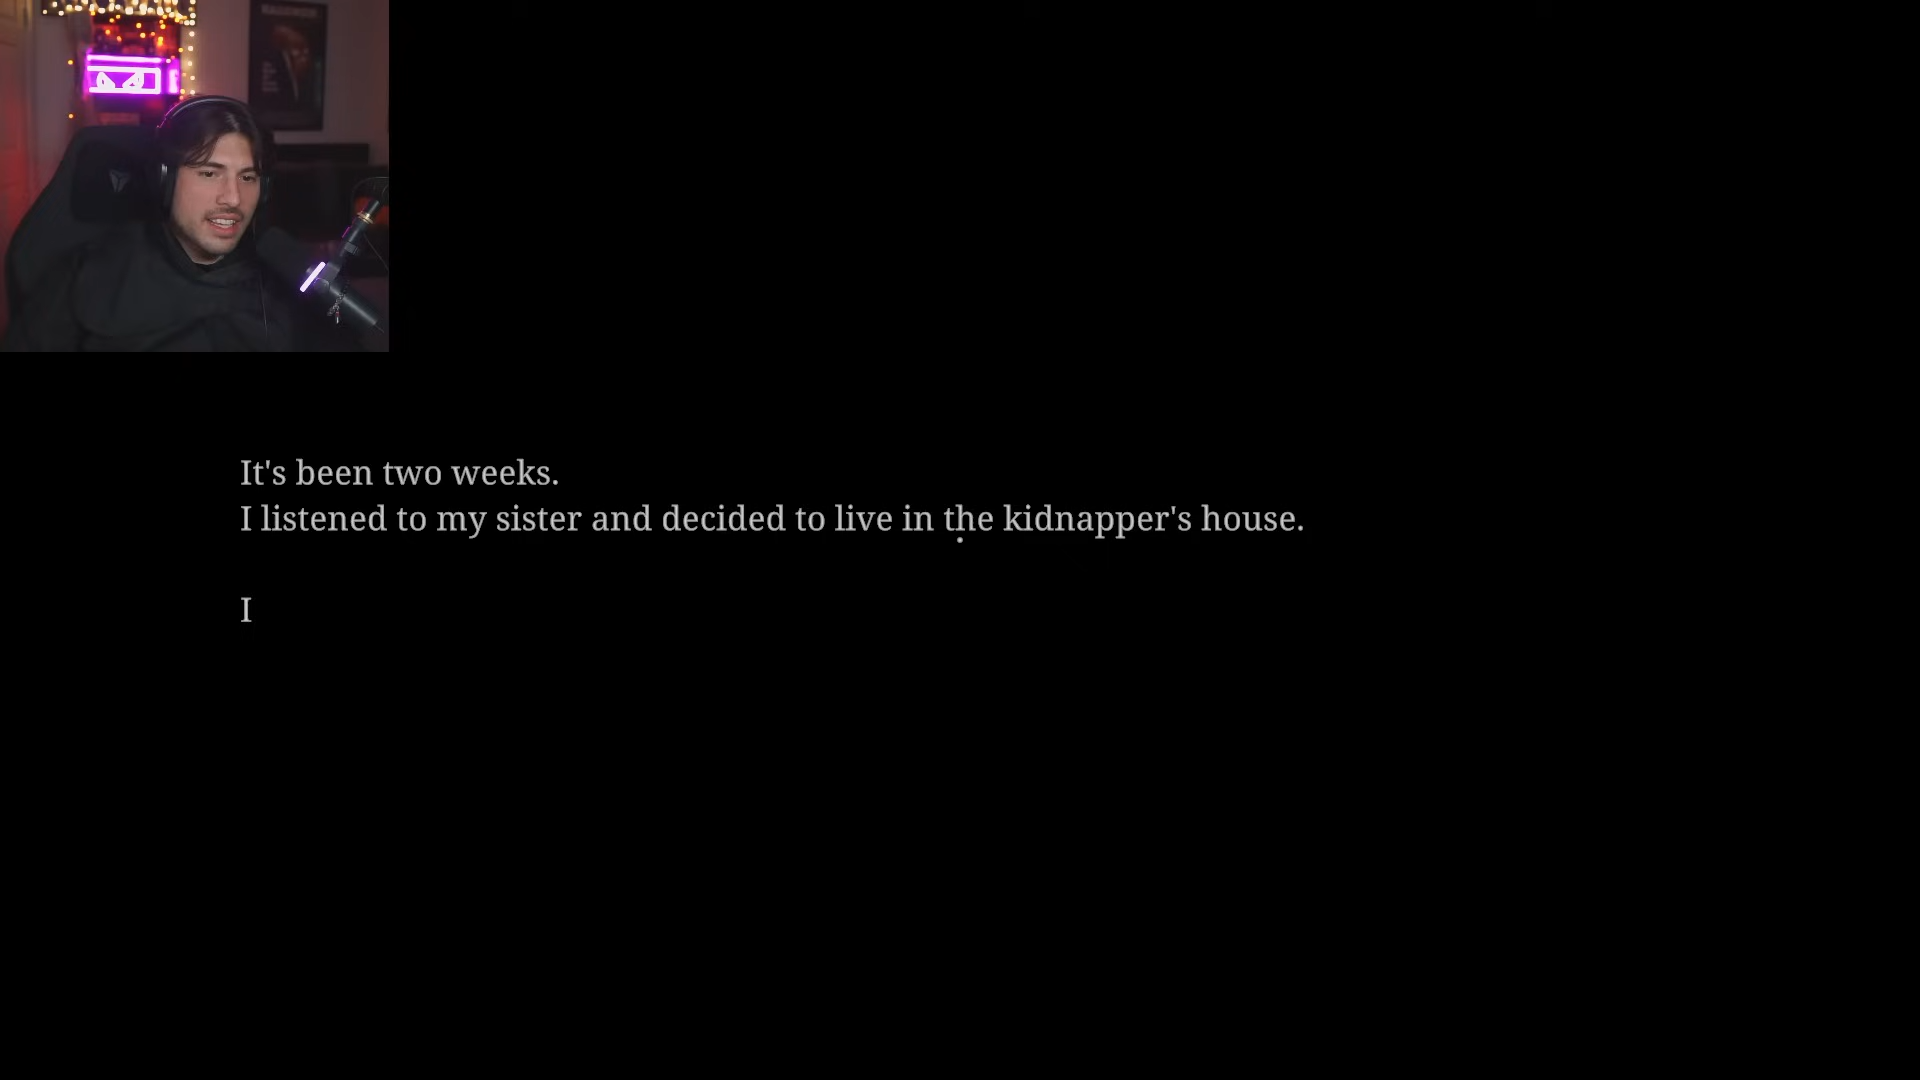 It's been two weeks.
I listened to my sister and decided to live in the kidnapper's house.
I